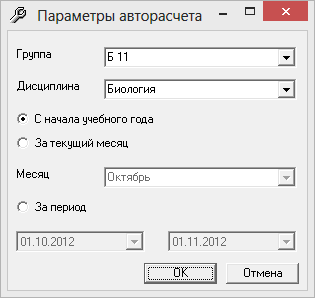 Параметры авторасчета
Группа Б 11
Дисциплина Биология
С начала учебного года
За текущий месяц
Месяц Октябрь
За период
01.10.2012 01.11.2012
OK Отмена